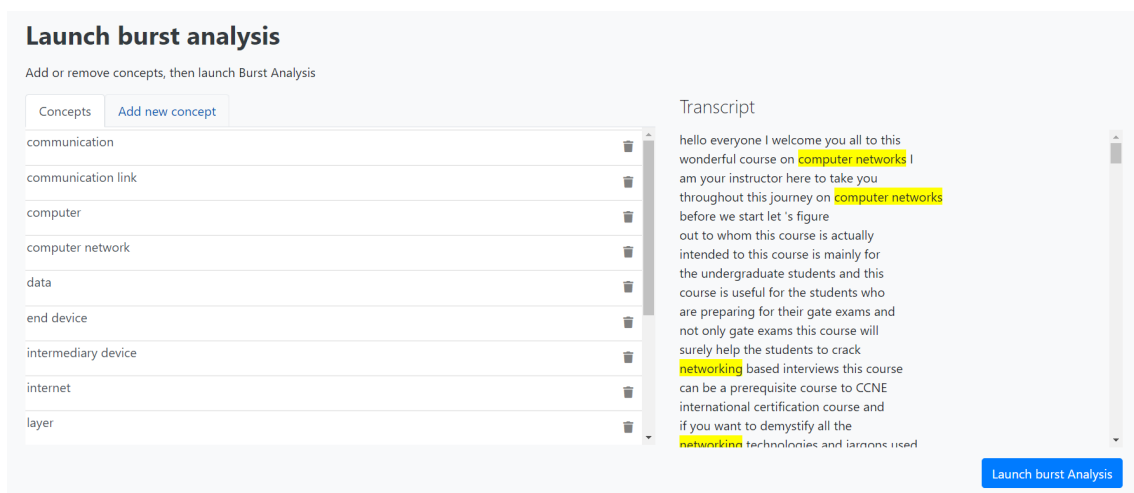 Launch burst analysis
Add or remove concepts, then launch Burst Analysis
Concepts
Add new concept
communication
communication link
computer
computer network
data
end device
intermediary device
internet
layer
Transcript
hello everyone I welcome you all to this
wonderful course on computer networks I
am your instructor here to take you
throughout this journey on computer networks
before we start let 's figure
out to whom this course is actually
intended to this course is mainly for
the undergraduate students and this
course is useful for the students who
are preparing for their gate exams and
not only gate exams this course will
surely help the students to crack
networking based interviews this course
can be a prerequisite course to CCNE
international certification course and
if you want to demystify all the
networking technologies and jargons used
Launch burst Analysis